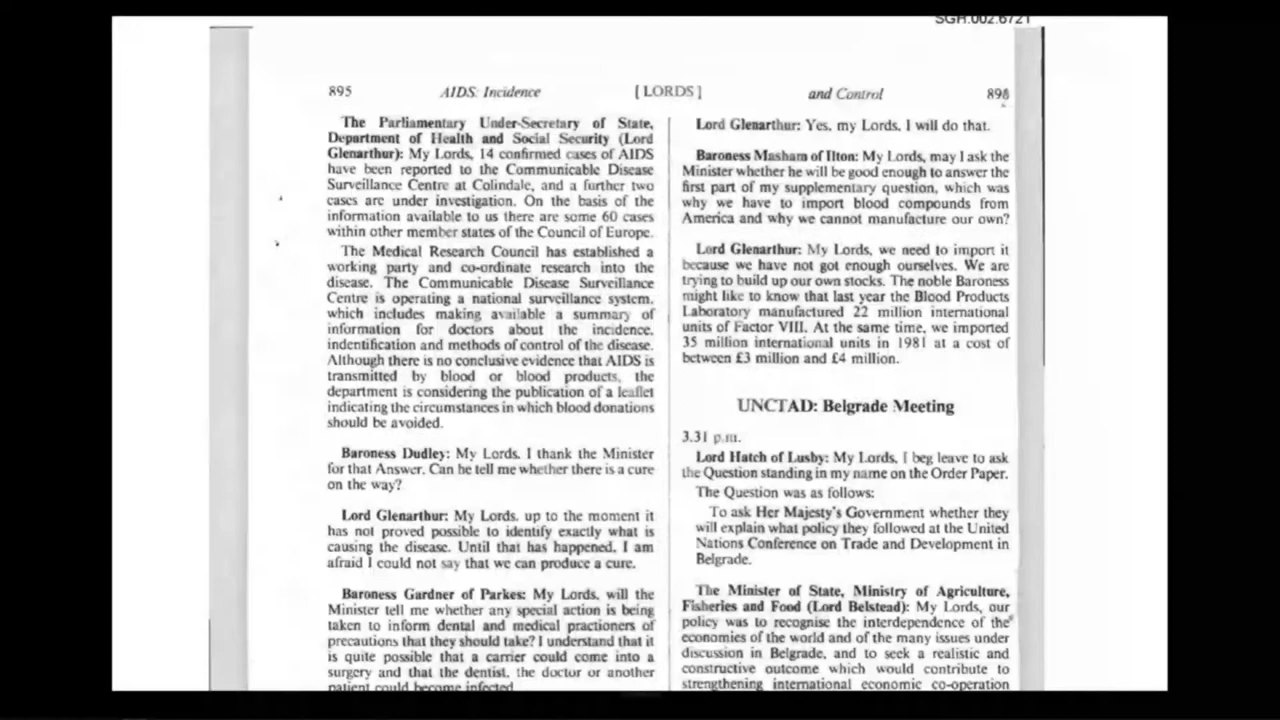 SGH.002.6721
895 AIDS: Incidence [ LORDS ] and Control 898
The Parliamentary Under-Secretary of State,
Department of Health and Social Security (Lord
Glenarthur): My Lords, 14 confirmed cases of AIDS
have been reported to the Communicable Disease
Surveillance Centre at Colindale, and a further two
cases are under investigation. On the basis of the
information available to us there are some 60 cases
within other member states of the Council of Europe.
The Medical Research Council has established a
working party and co-ordinate research into the
disease. The Communicable Disease Surveillance
Centre is operating a national surveillance system,
which includes making available a summary of
information for doctors about the incidence,
indentification and methods of control of the disease.
Although there is no conclusive evidence that AIDS is
transmitted by blood or blood products, the
department is considering the publication of a leaflet
indicating the circumstances in which blood donations
should be avoided.
Baroness Dudley: My Lords, I thank the Minister
for that Answer. Can he tell me whether there is a cure
on the way?
Lord Glenarthur: My Lords, up to the moment it
has not proved possible to identify exactly what is
causing the disease. Until that has happened, I am
afraid I could not say that we can produce a cure.
Baroness Gardner of Parkes: My Lords, will the
Minister tell me whether any special action is being
taken to inform dental and medical practioners of
precautions that they should take? I understand that it
is quite possible that a carrier could come into a
surgery and that the dentist, the doctor or another
patient could become infected
Lord Glenarthur: Yes, my Lords, I will do that.
Baroness Masham of Ilton: My Lords, may I ask the
Minister whether he will be good enough to answer the
first part of my supplementary question, which was
why we have to import blood compounds from
America and why we cannot manufacture our own?
Lord Glenarthur: My Lords, we need to import it
because we have not got enough ourselves. We are
trying to build up our own stocks. The noble Baroness
might like to know that last year the Blood Products
Laboratory manufactured 22 million international
units of Factor VIII. At the same time, we imported
35 million international units in 1981 at a cost of
between £3 million and £4 million.
UNCTAD: Belgrade Meeting
3.31 p.m.
Lord Hatch of Lusby: My Lords, I beg leave to ask
the Question standing in my name on the Order Paper.
The Question was as follows:
To ask Her Majesty's Government whether they
will explain what policy they followed at the United
Nations Conference on Trade and Development in
Belgrade.
The Minister of State, Ministry of Agriculture,
Fisheries and Food (Lord Belstead): My Lords, our
policy was to recognise the interdependence of the
economies of the world and of the many issues under
discussion in Belgrade, and to seek a realistic and
constructive outcome which would contribute to
strengthening international economic co-operation